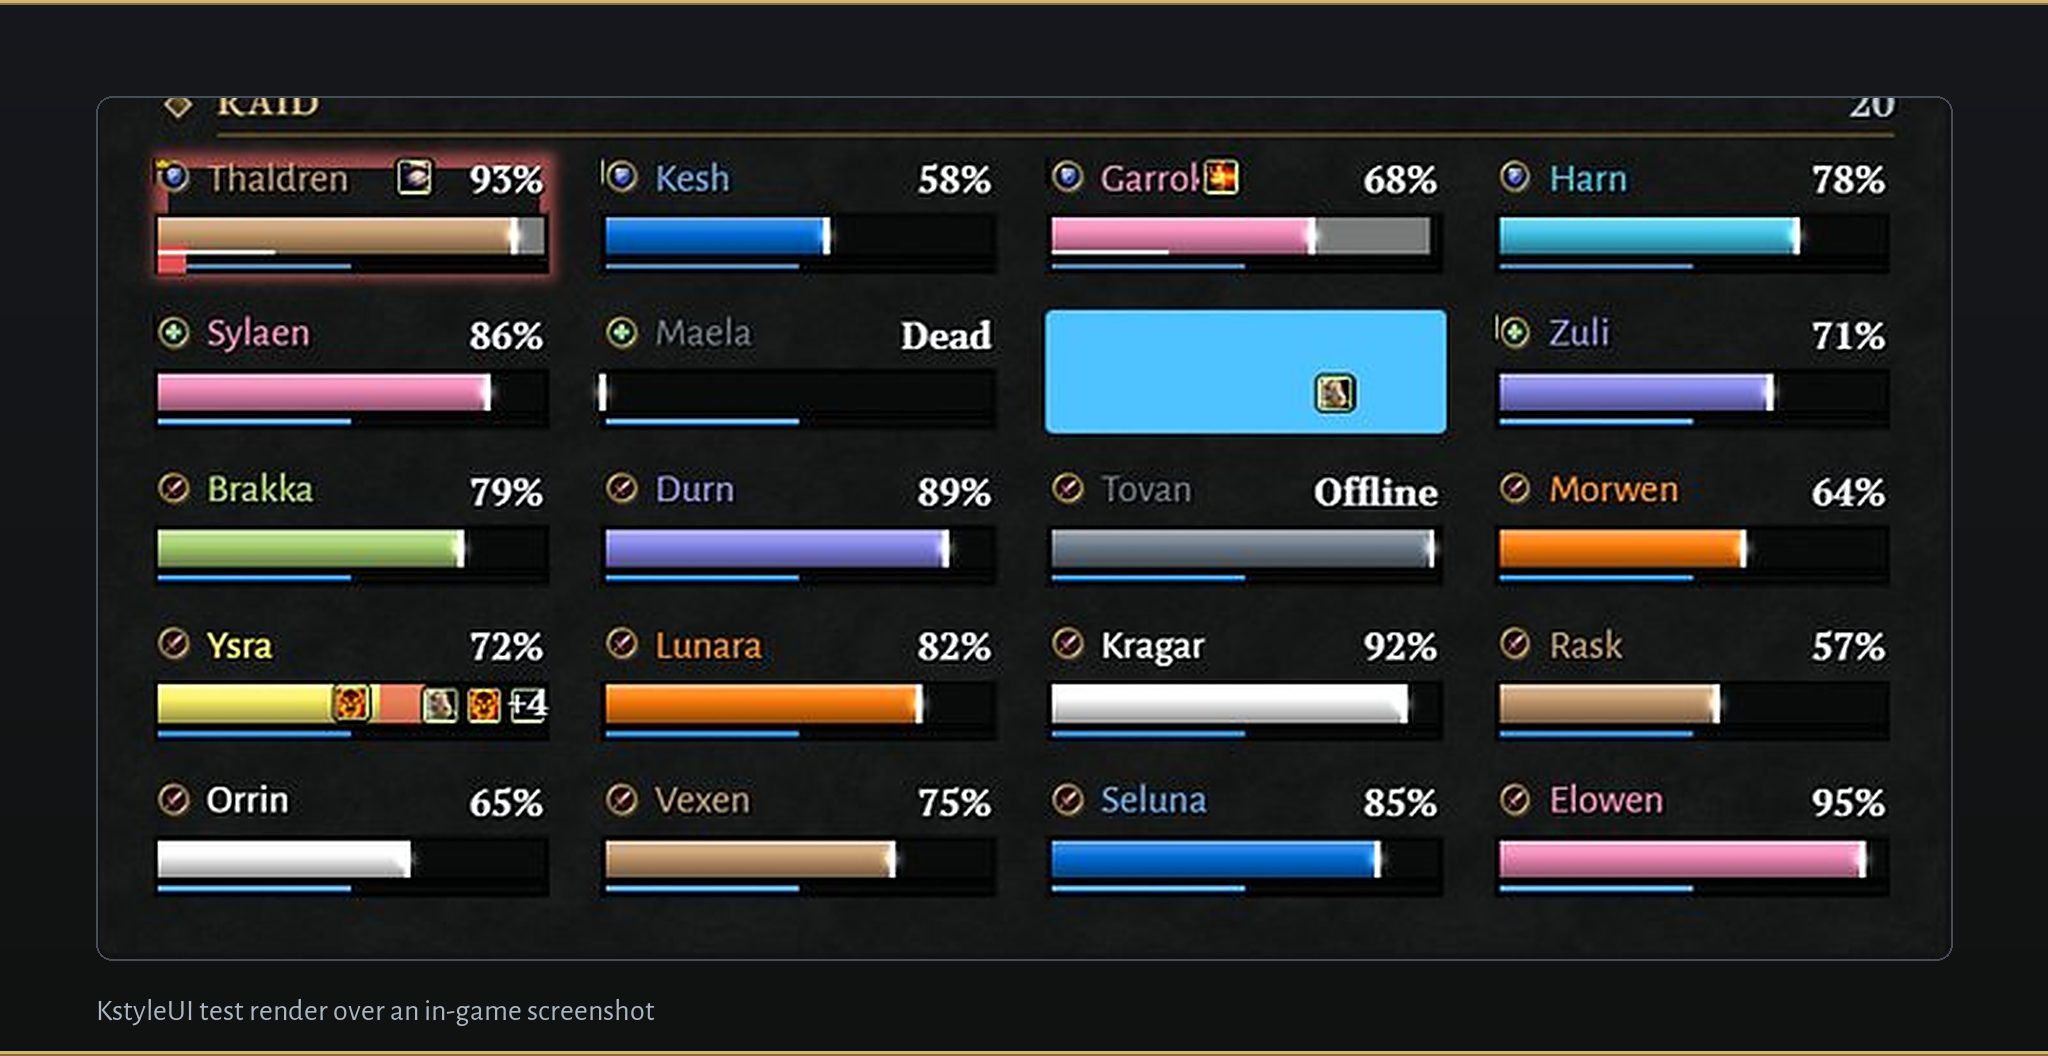 RAID 20
Thaldren 93% Kesh 58% Garrok 68% Harn 78%
Sylaen 86% Maela Dead Zuli 71%
Brakka 79% Durn 89% Tovan Offline Morwen 64%
Ysra 72% Lunara 82% Kragar 92% Rask 57%
+4
Orrin 65% Vexen 75% Seluna 85% Elowen 95%
KstyleUI test render over an in-game screenshot